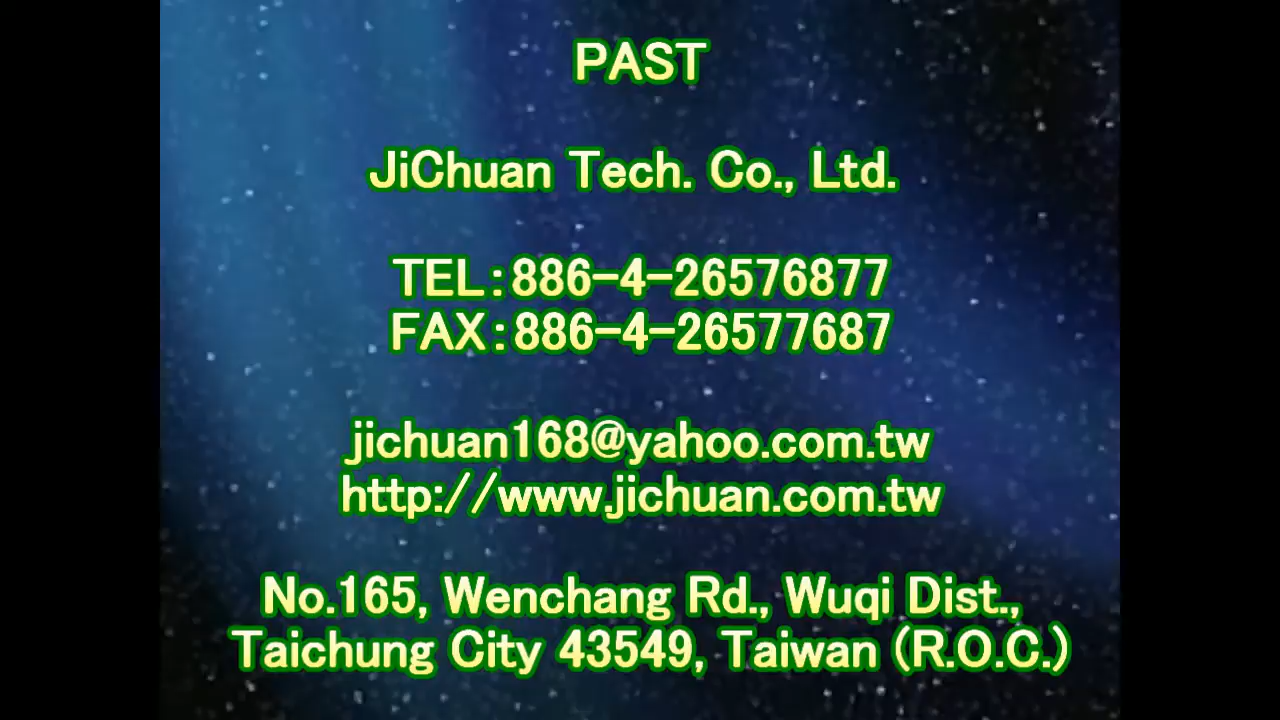 PAST
JiChuan Tech. Co., Ltd.
TEL:886-4-26576877
FAX:886-4-26577687
jichuan168@yahoo.com.tw
http://www.jichuan.com.tw
No.165, Wenchang Rd., Wuqi Dist.,
Taichung City 43549, Taiwan (R.O.C.)